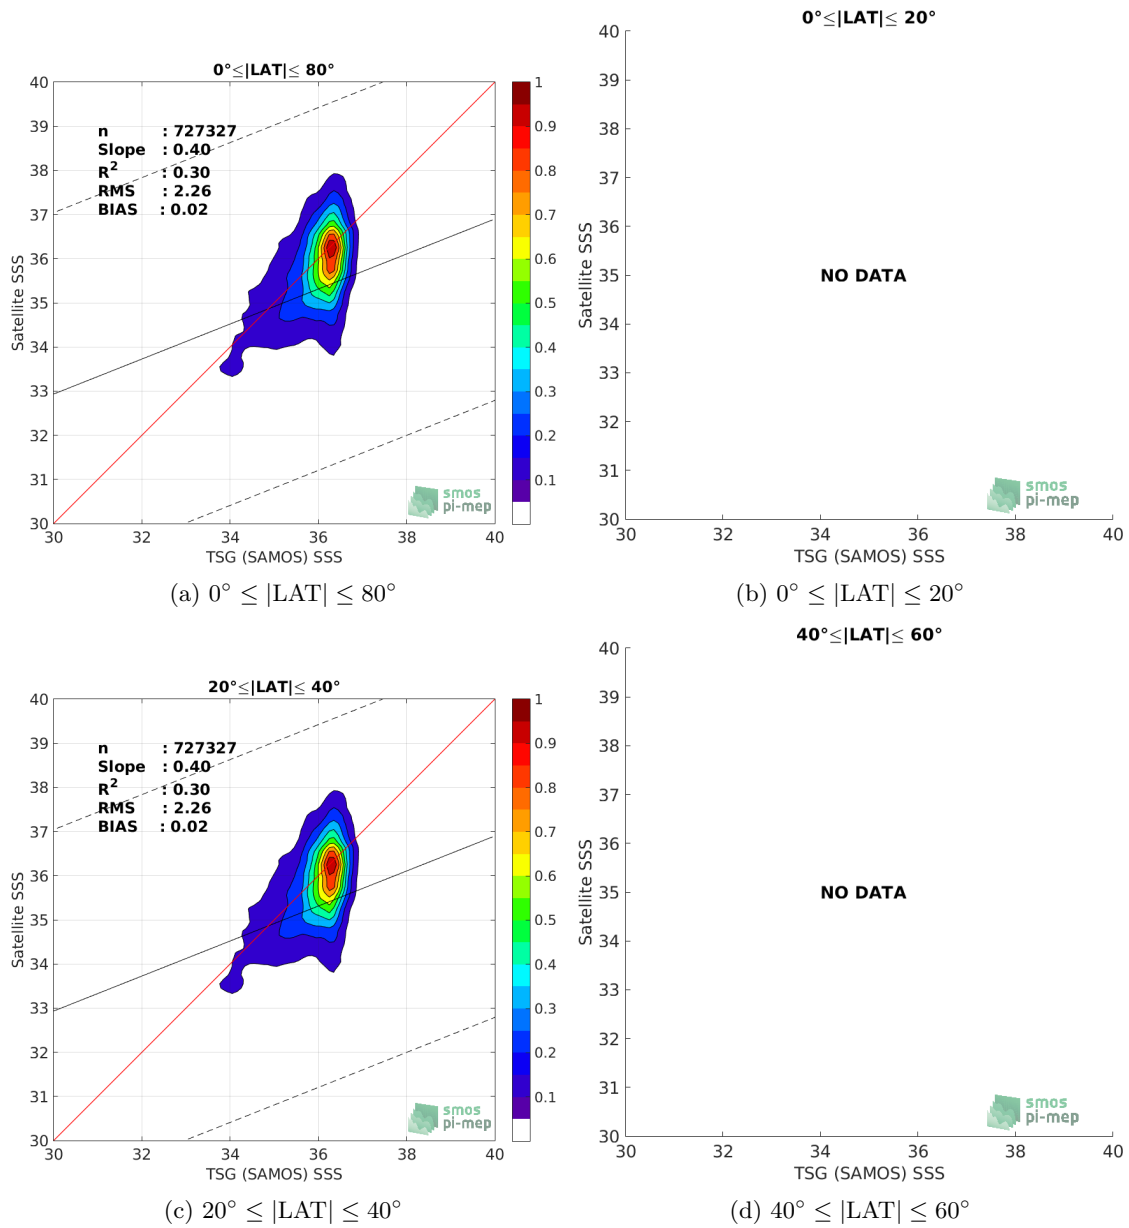 0°≤|LAT|≤ 80°
40
39
38
37
36
35
34
33
32
31
30
Satellite SSS
n : 727327
Slope : 0.40
R² : 0.30
RMS : 2.26
BIAS : 0.02
smos
pi-mep
30 32 34 36 38 40
TSG (SAMOS) SSS
1
0.9
0.8
0.7
0.6
0.5
0.4
0.3
0.2
0.1
(a) 0° ≤ |LAT| ≤ 80°
0°≤|LAT|≤ 20°
40
39
38
37
36
35
34
33
32
31
30
Satellite SSS
NO DATA
smos
pi-mep
30 32 34 36 38 40
TSG (SAMOS) SSS
(b) 0° ≤ |LAT| ≤ 20°
20°≤|LAT|≤ 40°
40
39
38
37
36
35
34
33
32
31
30
Satellite SSS
n : 727327
Slope : 0.40
R² : 0.30
RMS : 2.26
BIAS : 0.02
smos
pi-mep
30 32 34 36 38 40
TSG (SAMOS) SSS
1
0.9
0.8
0.7
0.6
0.5
0.4
0.3
0.2
0.1
(c) 20° ≤ |LAT| ≤ 40°
40°≤|LAT|≤ 60°
40
39
38
37
36
35
34
33
32
31
30
Satellite SSS
NO DATA
smos
pi-mep
30 32 34 36 38 40
TSG (SAMOS) SSS
(d) 40° ≤ |LAT| ≤ 60°